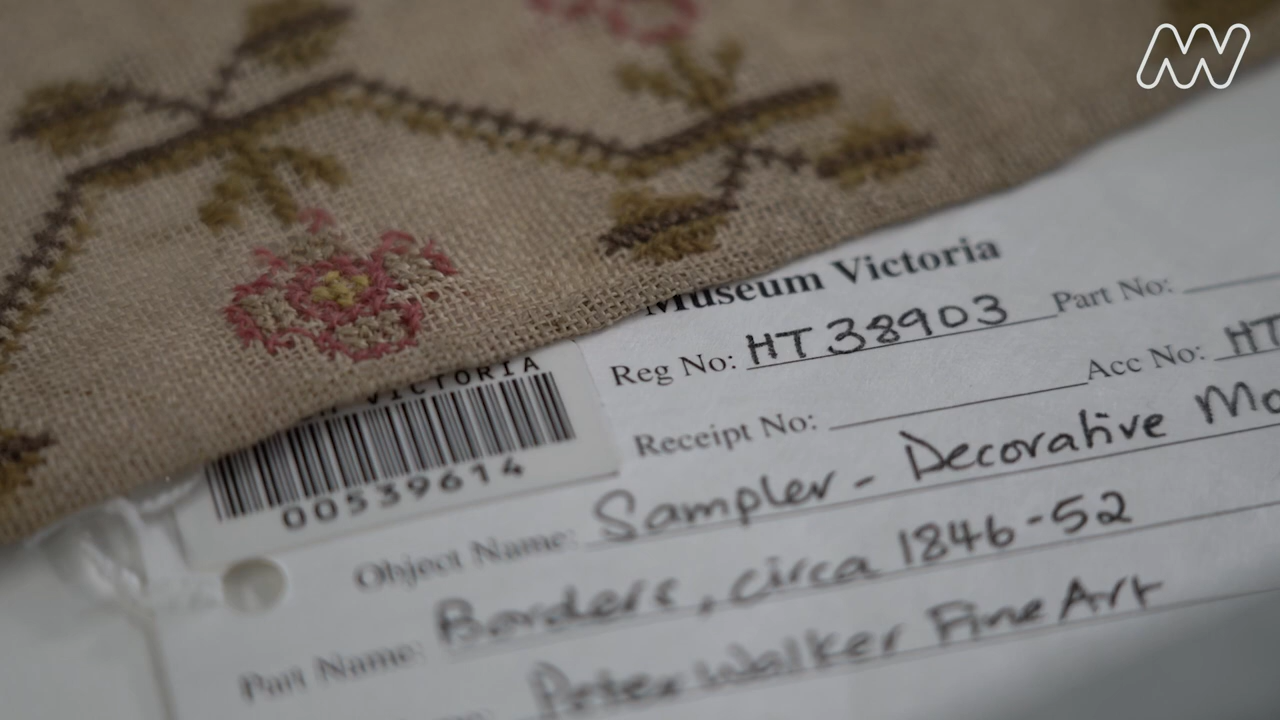 Museum Victoria
Reg No: HT 38903 Part No:
Receipt No: Acc No: HT
VICTORIA
00539614
Object Name: Sampler - Decorative
Part Name: Borders, circa 1846-52
Peter Walker Fine Art